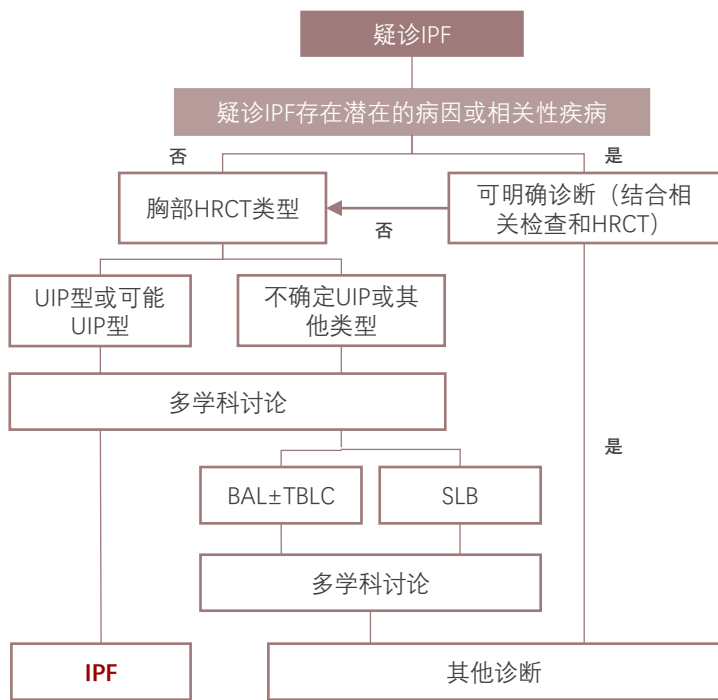 疑诊IPF
疑诊IPF存在潜在的病因或相关性疾病
否
是
胸部HRCT类型
可明确诊断（结合相
关检查和HRCT）
否
UIP型或可能
UIP型
不确定UIP或其
他类型
多学科讨论
是
BAL±TBLC
SLB
多学科讨论
IPF
其他诊断